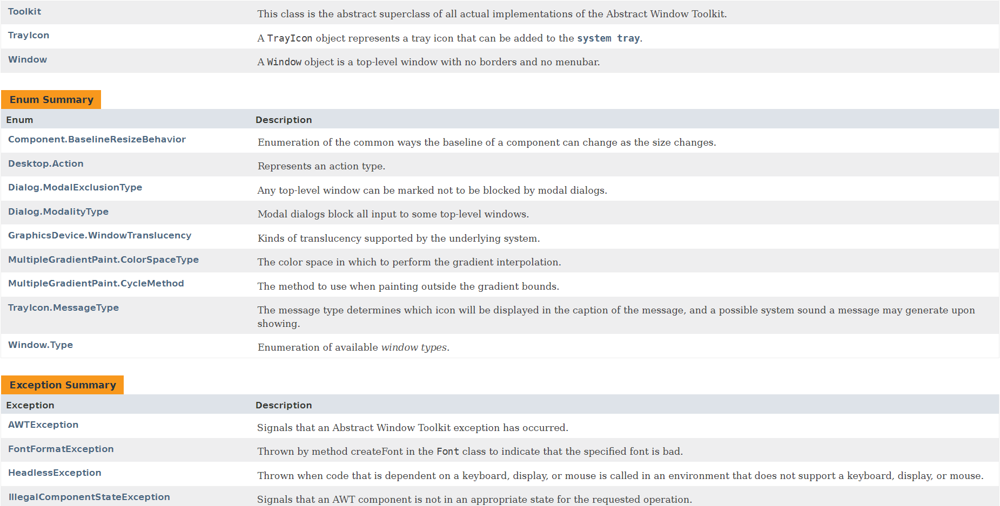 Toolkit This class is the abstract superclass of all actual implementations of the Abstract Window Toolkit.
TrayIcon A TrayIcon object represents a tray icon that can be added to the system tray.
Window A Window object is a top-level window with no borders and no menubar.
Enum Summary
Enum Description
Component.BaselineResizeBehavior Enumeration of the common ways the baseline of a component can change as the size changes.
Desktop.Action Represents an action type.
Dialog.ModalExclusionType Any top-level window can be marked not to be blocked by modal dialogs.
Dialog.ModalityType Modal dialogs block all input to some top-level windows.
GraphicsDevice.WindowTranslucency Kinds of translucency supported by the underlying system.
MultipleGradientPaint.ColorSpaceType The color space in which to perform the gradient interpolation.
MultipleGradientPaint.CycleMethod The method to use when painting outside the gradient bounds.
TrayIcon.MessageType The message type determines which icon will be displayed in the caption of the message, and a possible system sound a message may generate upon
showing.
Window.Type Enumeration of available window types.
Exception Summary
Exception Description
AWTException Signals that an Abstract Window Toolkit exception has occurred.
FontFormatException Thrown by method createFont in the Font class to indicate that the specified font is bad.
HeadlessException Thrown when code that is dependent on a keyboard, display, or mouse is called in an environment that does not support a keyboard, display, or mouse.
IllegalComponentStateException Signals that an AWT component is not in an appropriate state for the requested operation.